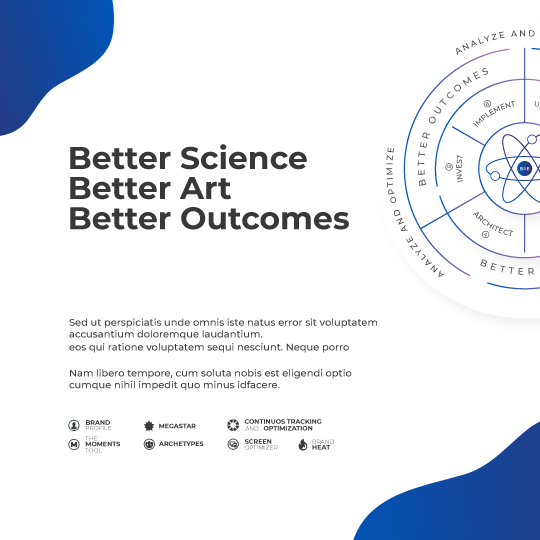 ANALYZE AND
BETTER OUTCOMES
IMPLEMENT
INVEST
BAE
ARCHITECT
ANALYZE AND OPTIMIZE
ANALYZE AND
BETTER
Better Science
Better Art
Better Outcomes
Sed ut perspiciatis unde omnis iste natus error sit voluptatem
accusantium doloremque laudantium.
eos qui ratione voluptatem sequi nesciunt. Neque porro
Nam libero tempore, cum soluta nobis est eligendi optio
cumque nihil impedit quo minus idfacere.
BRAND
PROFILE
MEGASTAR
CONTINUOS TRACKING
AND OPTIMIZATION
THE
MOMENTS
TOOL
ARCHETYPES
SCREEN
OPTIMIZER
BRAND
HEAT